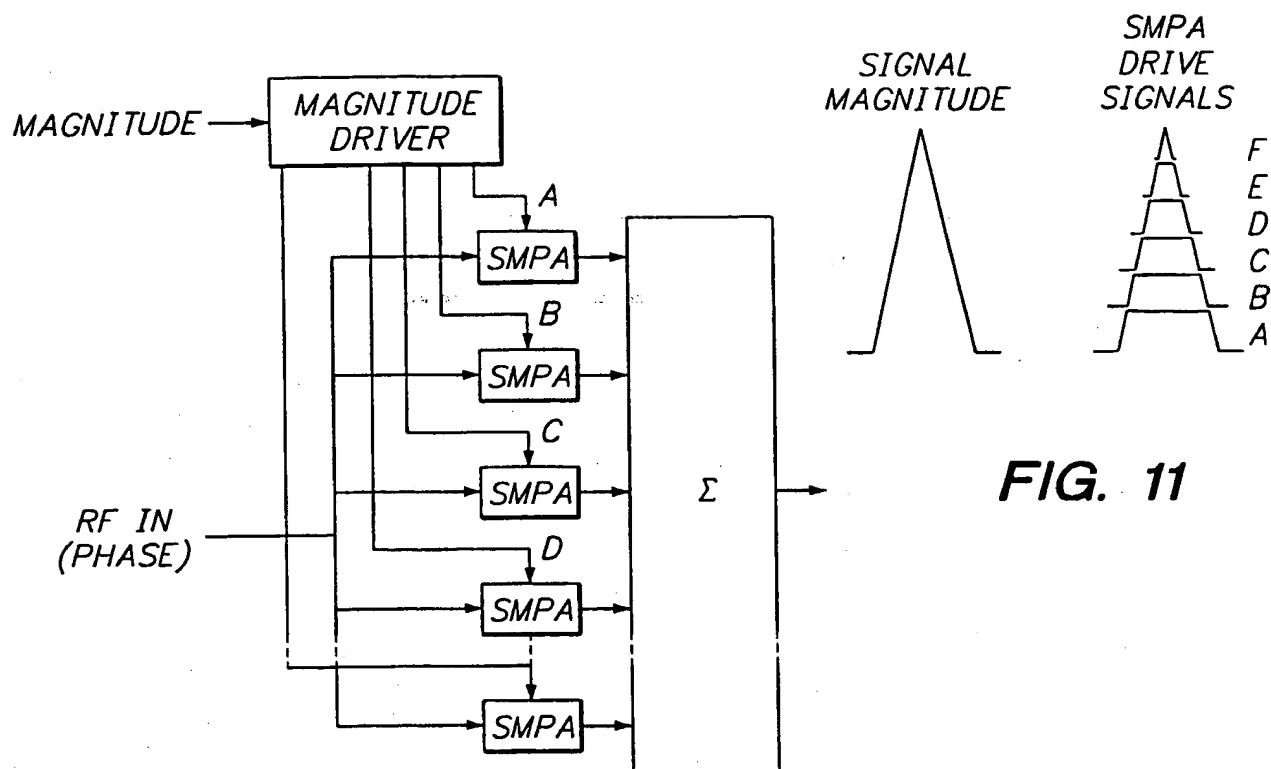 MAGNITUDE
MAGNITUDE
DRIVER
SIGNAL
MAGNITUDE
SMPA
DRIVE
SIGNALS
F
E
D
C
B
A
A
SMPA
B
SMPA
C
SMPA
Σ
RF IN
(PHASE)
D
SMPA
SMPA
FIG. 11